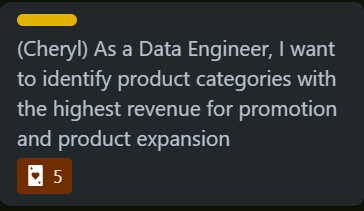 (Cheryl) As a Data Engineer, I want
to identify product categories with
the highest revenue for promotion
and product expansion
5